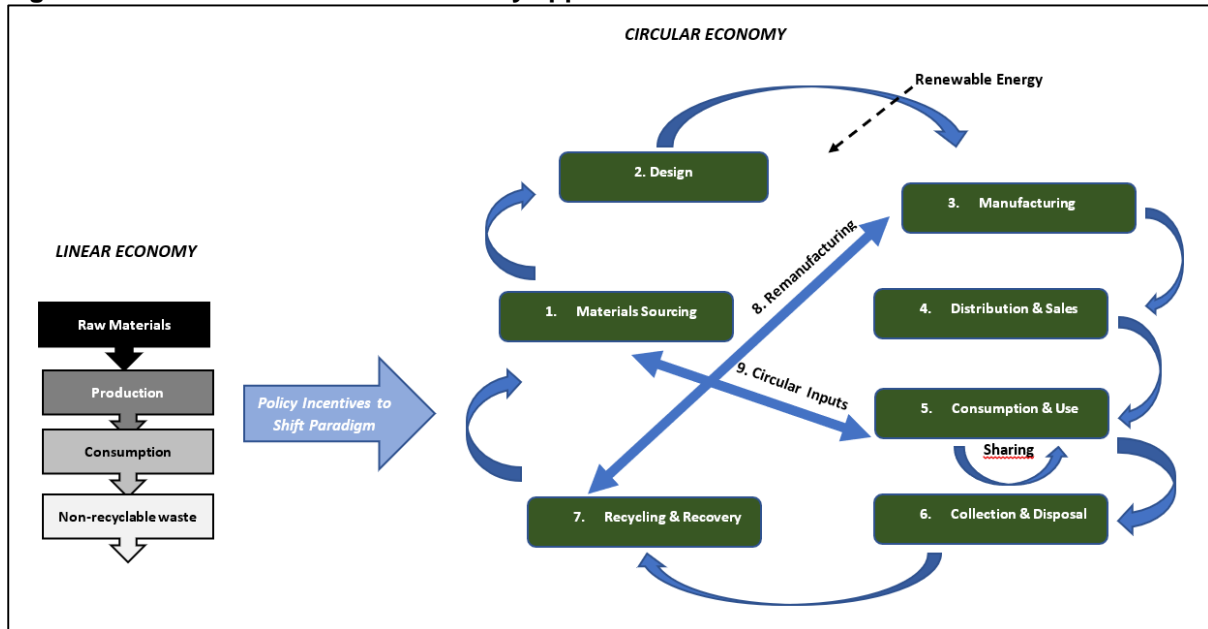 CIRCULAR ECONOMY
Renewable Energy
2. Design
3. Manufacturing
LINEAR ECONOMY
8. Remanufacturing
Raw Materials
1. Materials Sourcing
4. Distribution & Sales
Production
9. Circular Inputs
Policy Incentives to
Shift Paradigm
5. Consumption & Use
Consumption
Sharing
Non-recyclable waste
7. Recycling & Recovery
6. Collection & Disposal